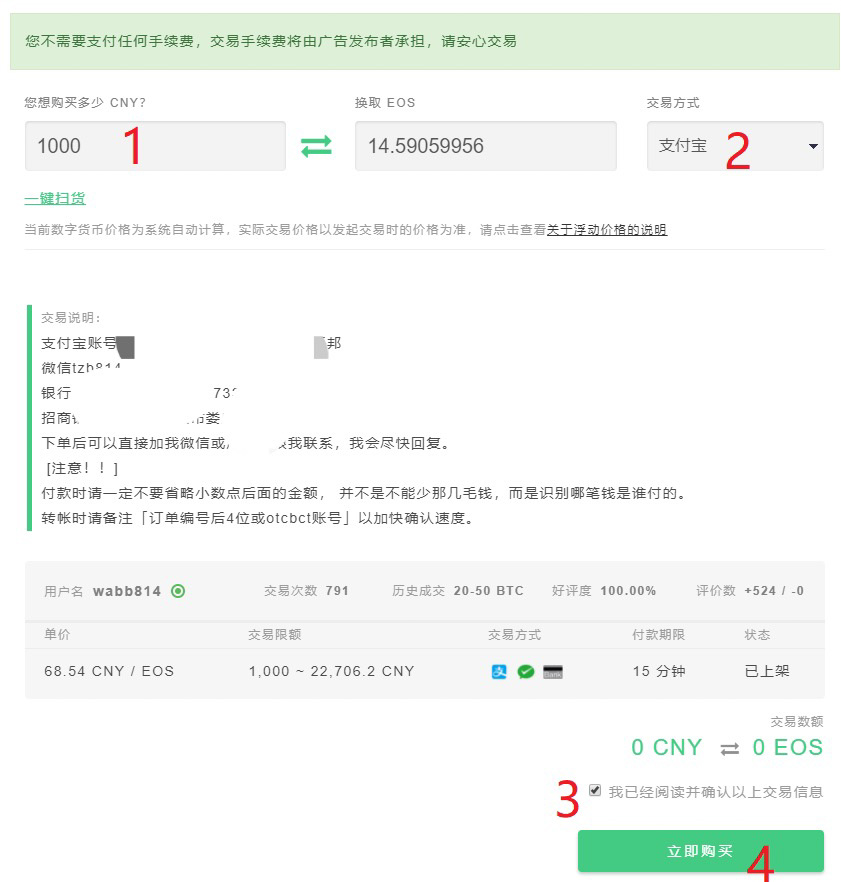 您不需要支付任何手续费，交易手续费将由广告发布者承担，请安心交易
您想购买多少 CNY? 换取 EOS 交易方式
1000 1 14.59059956 支付宝 2
一键扫货
当前数字货币价格为系统自动计算，实际交易价格以发起交易时的价格为准，请点击查看关于浮动价格的说明
交易说明：
支付宝账号 邦
微信tzb814
银行 73
招商 娄
下单后可以直接加我微信或 我联系，我会尽快回复。
[注意！！]
付款时请一定不要省略小数点后面的金额， 并不是不能少那几毛钱，而是识别哪笔钱是谁付的。
转帐时请备注「订单编号后4位或otcbct账号」以加快确认速度。
用户名 wabb814 交易次数 791 历史成交 20-50 BTC 好评度 100.00% 评价数 +524 / -0
单价 交易限额 交易方式 付款期限 状态
68.54 CNY / EOS 1,000 ~ 22,706.2 CNY Bank 15 分钟 已上架
交易数额
0 CNY 0 EOS
3 我已经阅读并确认以上交易信息
立即购买 4